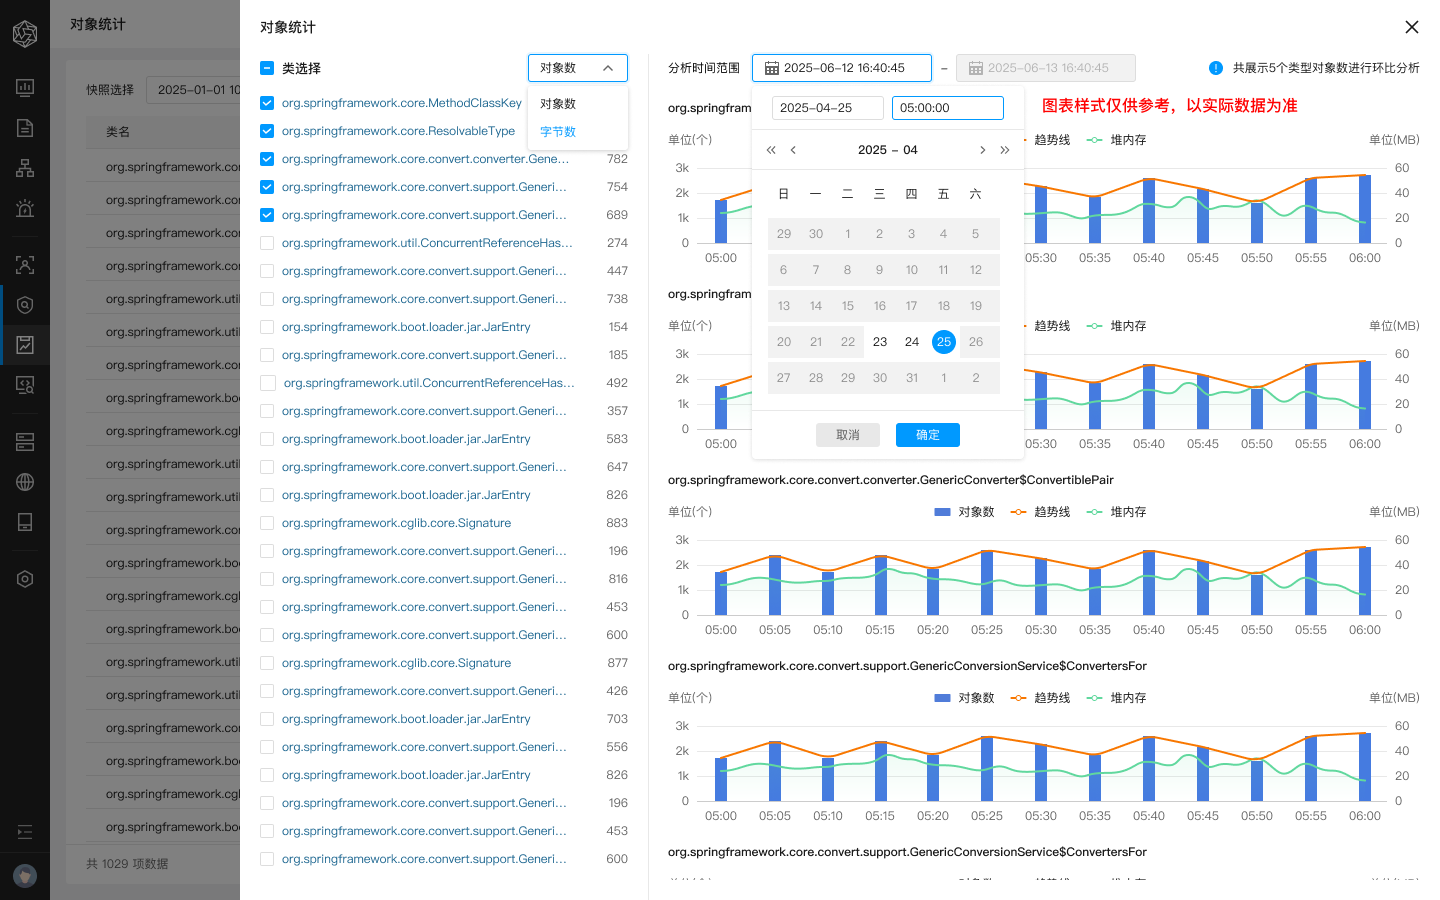 对象统计
快照选择
2025-01-01 10
类名
org.springframework.cor
org.springframework.cor
org.springframework.cor
org.springframework.cor
org.springframework.util
org.springframework.util
org.springframework.cor
org.springframework.boo
org.springframework.cgl
org.springframework.util
org.springframework.util
org.springframework.cor
org.springframework.boo
org.springframework.cgl
org.springframework.boo
org.springframework.util
org.springframework.util
org.springframework.cor
org.springframework.boo
org.springframework.cgl
org.springframework.boo
共 1029 项数据
对象统计
类选择
对象数
对象数
字节数
org.springframework.core.MethodClassKey
org.springframework.core.ResolvableType
org.springframework.core.convert.converter.Gene... 782
org.springframework.core.convert.support.Generi... 754
org.springframework.core.convert.support.Generi... 689
org.springframework.util.ConcurrentReferenceHas... 274
org.springframework.core.convert.support.Generi... 447
org.springframework.core.convert.support.Generi... 738
org.springframework.boot.loader.jar.JarEntry 154
org.springframework.core.convert.support.Generi... 185
org.springframework.util.ConcurrentReferenceHas... 492
org.springframework.core.convert.support.Generi... 357
org.springframework.boot.loader.jar.JarEntry 583
org.springframework.core.convert.support.Generi... 647
org.springframework.boot.loader.jar.JarEntry 826
org.springframework.cglib.core.Signature 883
org.springframework.core.convert.support.Generi... 196
org.springframework.core.convert.support.Generi... 816
org.springframework.core.convert.support.Generi... 453
org.springframework.core.convert.support.Generi... 600
org.springframework.cglib.core.Signature 877
org.springframework.core.convert.support.Generi... 426
org.springframework.boot.loader.jar.JarEntry 703
org.springframework.core.convert.support.Generi... 556
org.springframework.boot.loader.jar.JarEntry 826
org.springframework.core.convert.support.Generi... 196
org.springframework.core.convert.support.Generi... 453
org.springframework.core.convert.support.Generi... 600
分析时间范围 2025-06-12 16:40:45 – 2025-06-13 16:40:45
共展示5个类型对象数进行环比分析
图表样式仅供参考，以实际数据为准
2025-04-25 05:00:00
2025 – 04
日 一 二 三 四 五 六
29 30 1 2 3 4 5
6 7 8 9 10 11 12
13 14 15 16 17 18 19
20 21 22 23 24 25 26
27 28 29 30 31 1 2
取消 确定
org.springfram
单位(个) 趋势线 堆内存 单位(MB)
3k 60
2k 40
1k 20
0 0
05:00 05:30 05:35 05:40 05:45 05:50 05:55 06:00
org.springfram
单位(个) 趋势线 堆内存 单位(MB)
3k 60
2k 40
1k 20
0 0
05:00 05:30 05:35 05:40 05:45 05:50 05:55 06:00
org.springframework.core.convert.converter.GenericConverter$ConvertiblePair
单位(个) 对象数 趋势线 堆内存 单位(MB)
3k 60
2k 40
1k 20
0 0
05:00 05:05 05:10 05:15 05:20 05:25 05:30 05:35 05:40 05:45 05:50 05:55 06:00
org.springframework.core.convert.support.GenericConversionService$ConvertersFor
单位(个) 对象数 趋势线 堆内存 单位(MB)
3k 60
2k 40
1k 20
0 0
05:00 05:05 05:10 05:15 05:20 05:25 05:30 05:35 05:40 05:45 05:50 05:55 06:00
org.springframework.core.convert.support.GenericConversionService$ConvertersFor